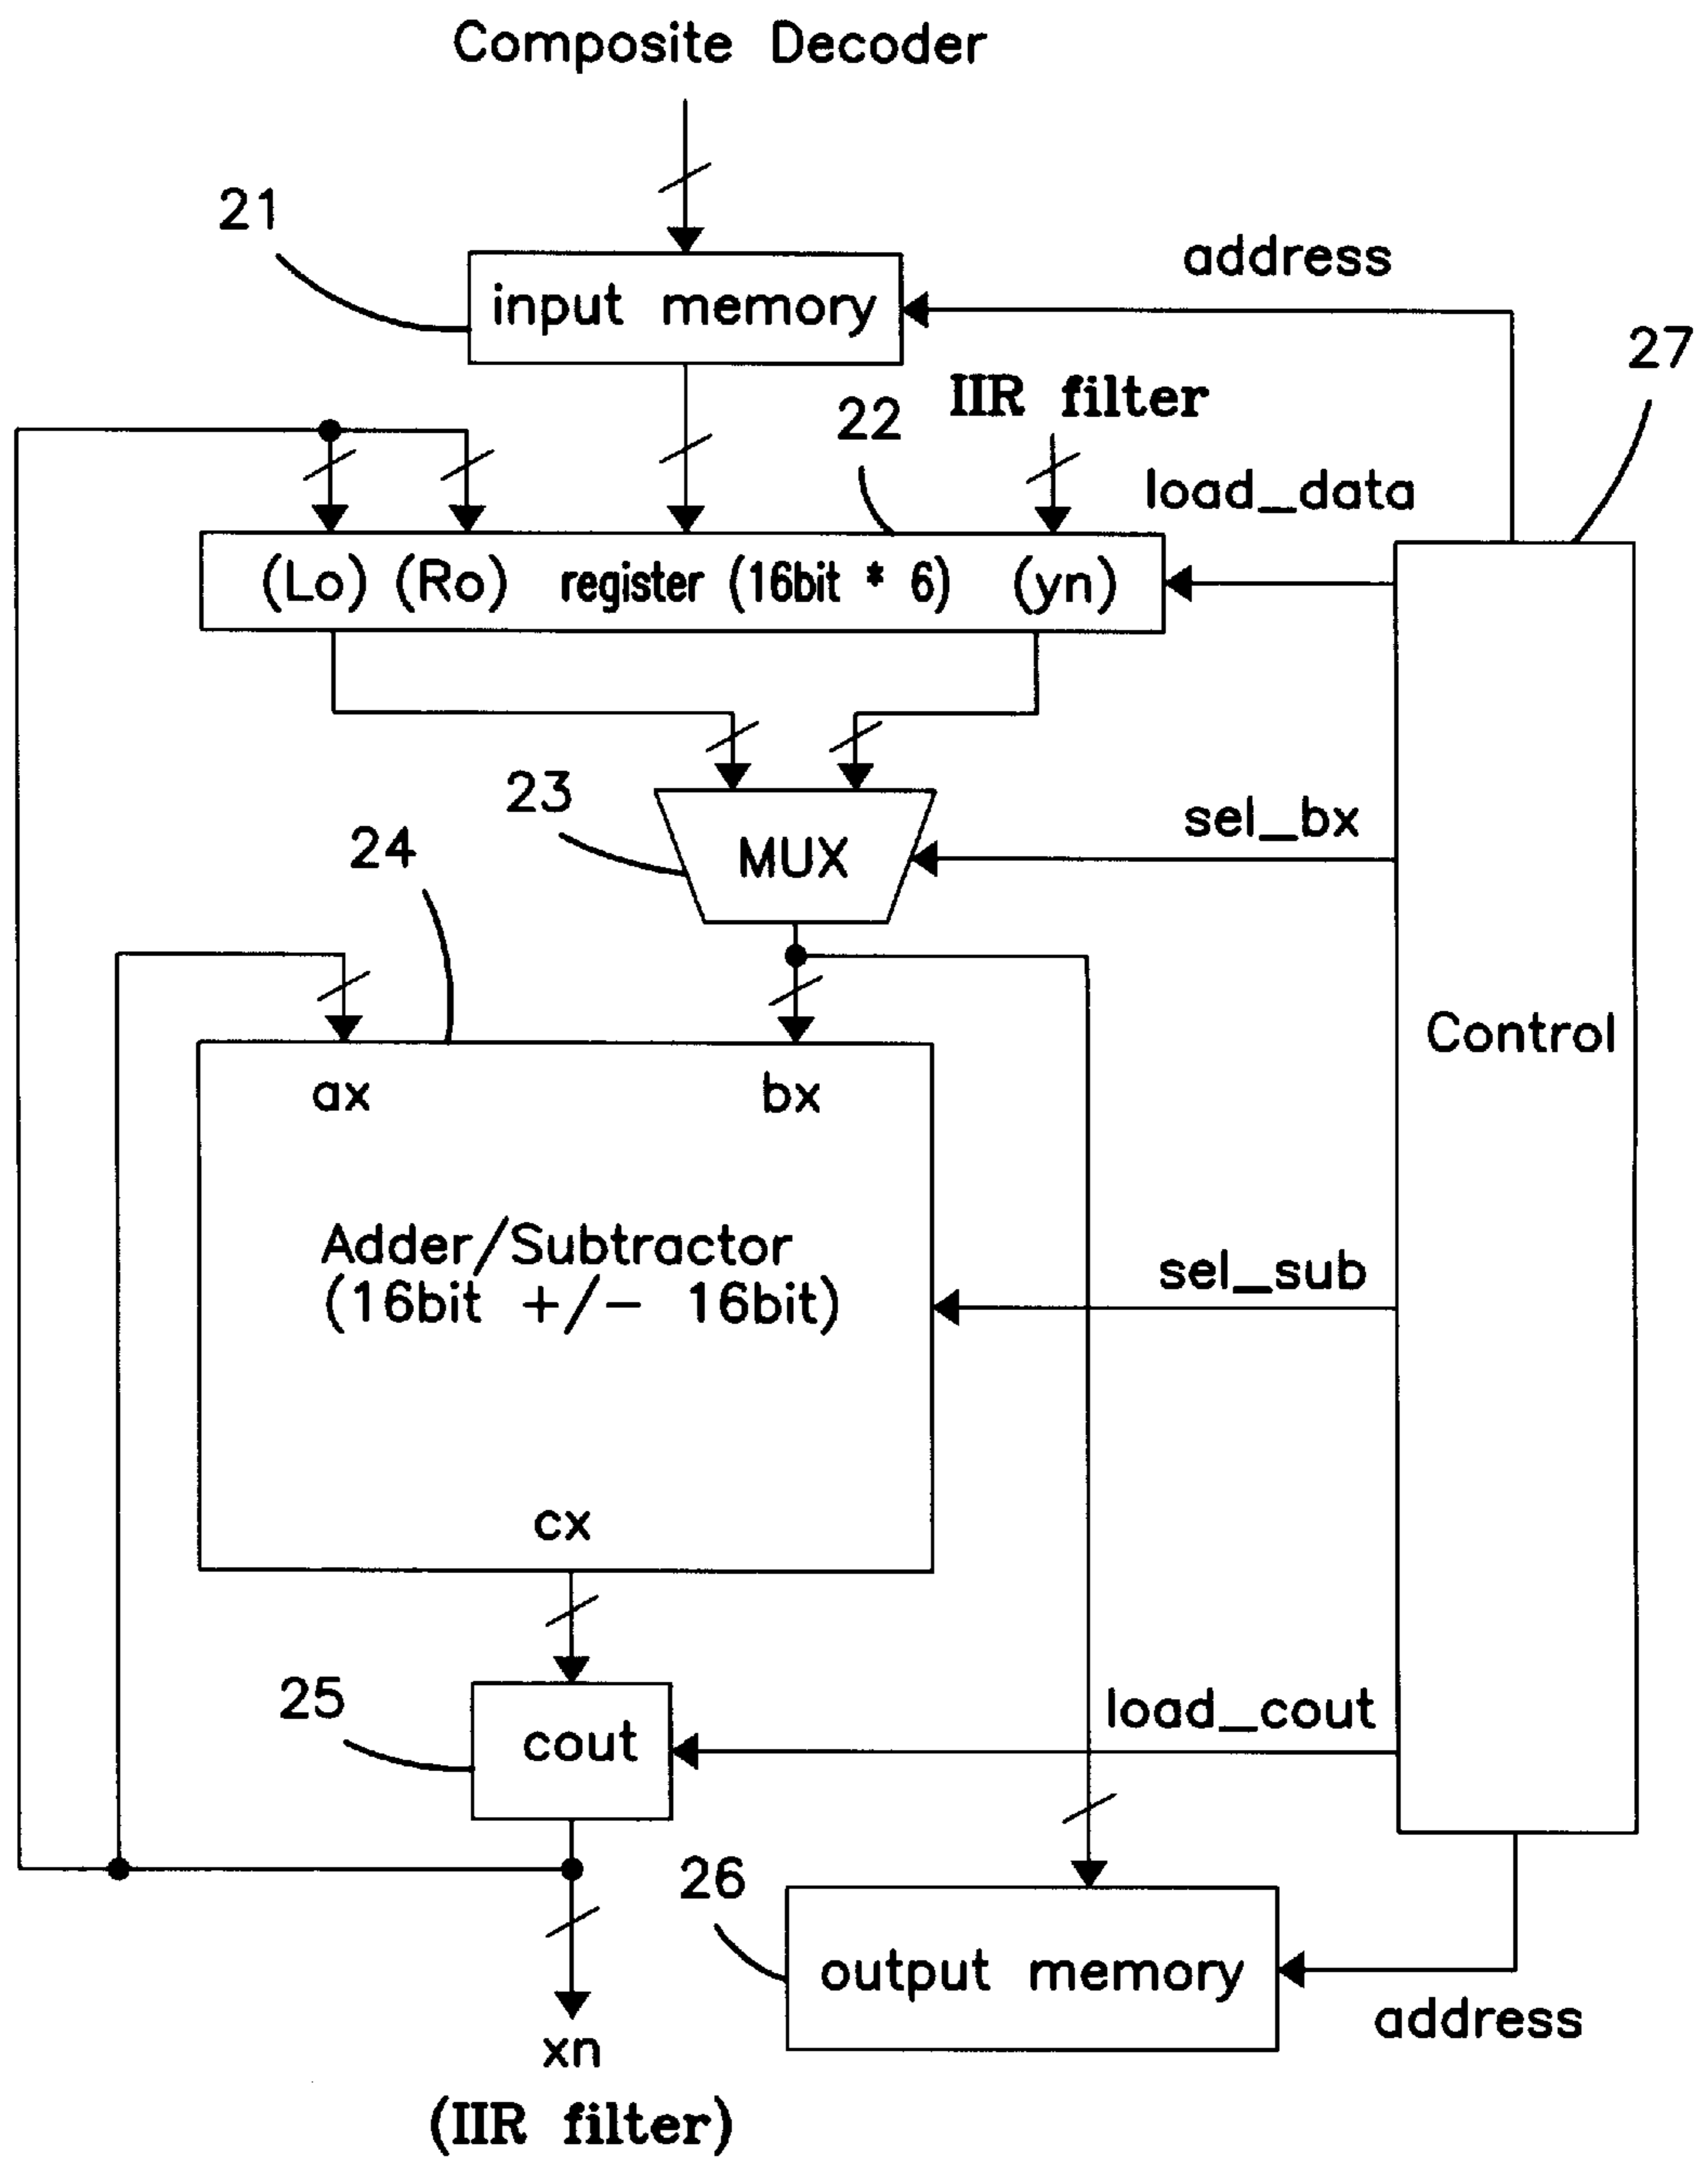 Composite Decoder
21
input memory
address
27
22
IIR filter
load_data
(Lo) (Ro) register (16bit * 6) (yn)
23
MUX
sel_bx
24
Control
ax
bx
Adder/Subtractor
(16bit +/- 16bit)
sel_sub
cx
25
cout
load_cout
26
output memory
address
xn
(IIR filter)